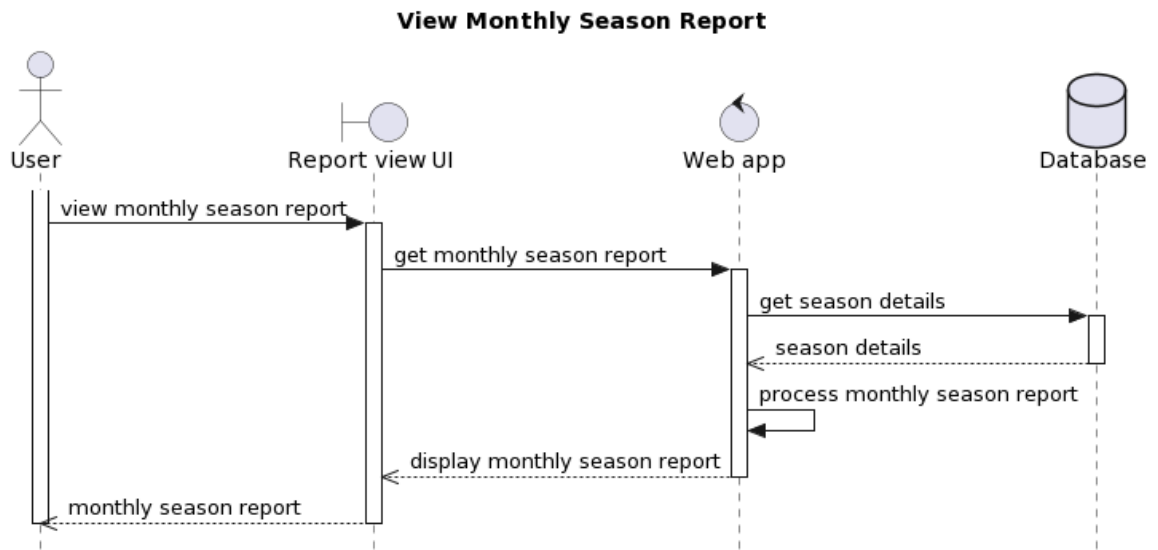 View Monthly Season Report
User
Report view UI
Web app
Database
view monthly season report
get monthly season report
get season details
season details
process monthly season report
display monthly season report
monthly season report